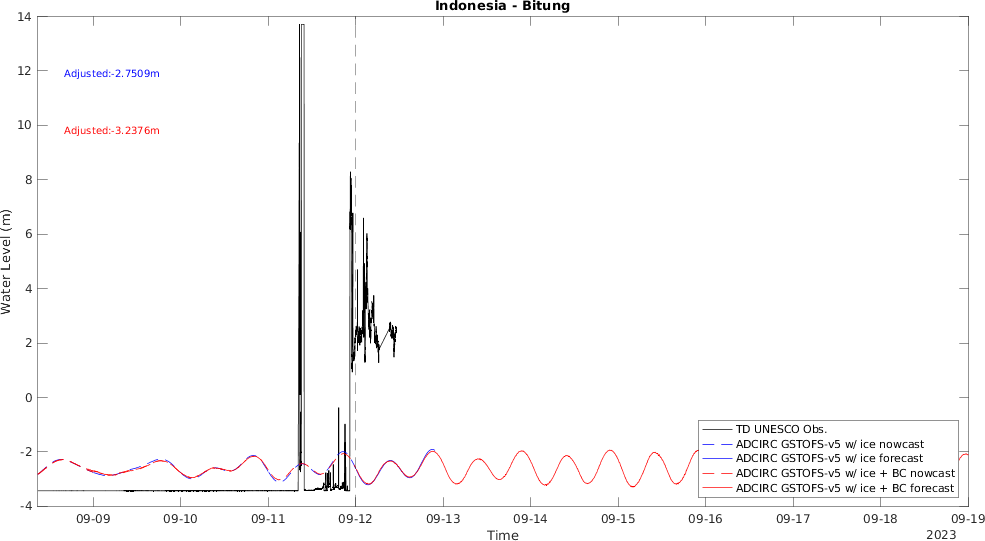 Indonesia - Bitung
14
12
10
8
6
4
2
0
-2
-4
Water Level (m)
Adjusted:-2.7509m
Adjusted:-3.2376m
TD UNESCO Obs.
ADCIRC GSTOFS-v5 w/ ice nowcast
ADCIRC GSTOFS-v5 w/ ice forecast
ADCIRC GSTOFS-v5 w/ ice + BC nowcast
ADCIRC GSTOFS-v5 w/ ice + BC forecast
09-09 09-10 09-11 09-12 09-13 09-14 09-15 09-16 09-17 09-18 09-19
Time
2023